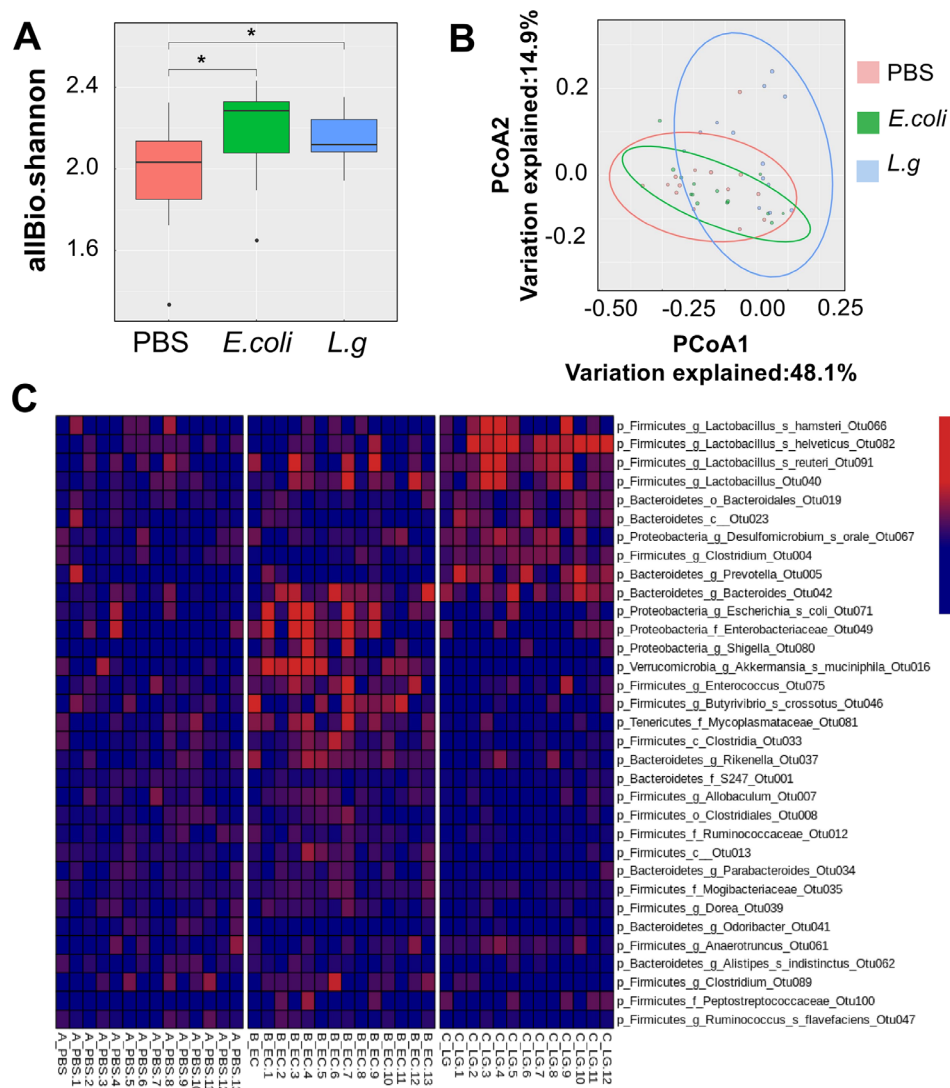 A
allBio.shannon
2.4
2.0
1.6
*
*
PBS
E.coli
L.g
B
PCoA2
Variation explained:14.9%
0.2
0.0
-0.2
-0.50
-0.25
0.00
0.25
PCoA1
Variation explained:48.1%
PBS
E.coli
L.g
C
p_Firmicutes_g_Lactobacillus_s_hamsteri_Otu066
p_Firmicutes_g_Lactobacillus_s_helveticus_Otu082
p_Firmicutes_g_Lactobacillus_s_reuteri_Otu091
p_Firmicutes_g_Lactobacillus_Otu040
p_Bacteroidetes_o_Bacteroidales_Otu019
p_Bacteroidetes_c__Otu023
p_Proteobacteria_g_Desulfomicrobium_s_orale_Otu067
p_Firmicutes_g_Clostridium_Otu004
p_Bacteroidetes_g_Prevotella_Otu005
p_Bacteroidetes_g_Bacteroides_Otu042
p_Proteobacteria_g_Escherichia_s_coli_Otu071
p_Proteobacteria_f_Enterobacteriaceae_Otu049
p_Proteobacteria_g_Shigella_Otu080
p_Verrucomicrobia_g_Akkermansia_s_muciniphila_Otu016
p_Firmicutes_g_Enterococcus_Otu075
p_Firmicutes_g_Butyrivibrio_s_crossotus_Otu046
p_Tenericutes_f_Mycoplasmataceae_Otu081
p_Firmicutes_c_Clostridia_Otu033
p_Bacteroidetes_g_Rikenella_Otu037
p_Bacteroidetes_f_S247_Otu001
p_Firmicutes_g_Allobaculum_Otu007
p_Firmicutes_o_Clostridiales_Otu008
p_Firmicutes_f_Ruminococcaceae_Otu012
p_Firmicutes_c__Otu013
p_Bacteroidetes_g_Parabacteroides_Otu034
p_Firmicutes_f_Mogibacteriaceae_Otu035
p_Firmicutes_g_Dorea_Otu039
p_Bacteroidetes_g_Odoribacter_Otu041
p_Firmicutes_g_Anaerotruncus_Otu061
p_Bacteroidetes_g_Alistipes_s_indistinctus_Otu062
p_Firmicutes_g_Clostridium_Otu089
p_Firmicutes_f_Peptostreptococcaceae_Otu100
p_Firmicutes_g_Ruminococcus_s_flavefaciens_Otu047
A_PBS
A_PBS.1
A_PBS.2
A_PBS.3
A_PBS.4
A_PBS.5
A_PBS.6
A_PBS.7
A_PBS.8
A_PBS.9
A_PBS.10
B_EC
B_EC.1
B_EC.2
B_EC.3
B_EC.4
B_EC.5
B_EC.6
B_EC.7
B_EC.8
B_EC.9
B_EC.10
B_EC.11
B_EC.12
B_EC.13
C_LG
C_LG.1
C_LG.2
C_LG.3
C_LG.4
C_LG.5
C_LG.6
C_LG.7
C_LG.8
C_LG.9
C_LG.10
C_LG.11
C_LG.12